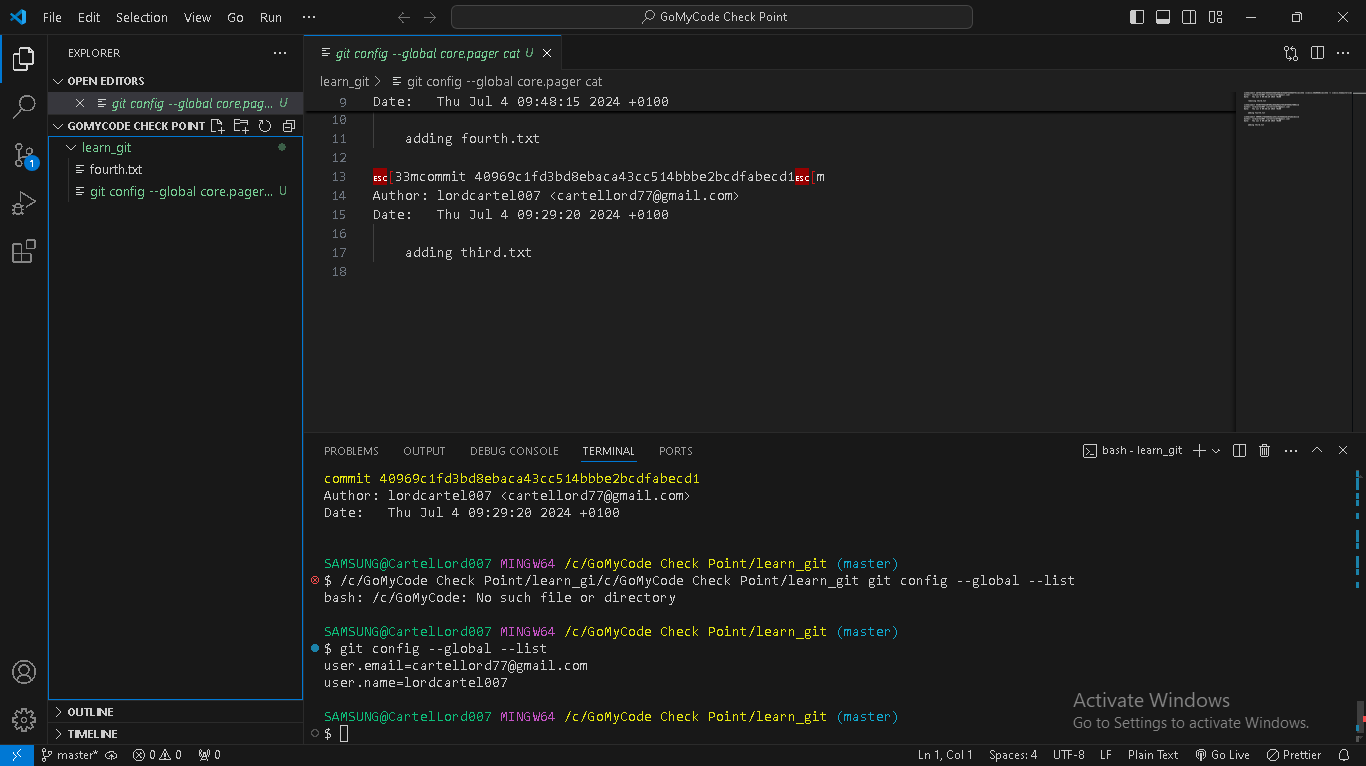 File Edit Selection View Go Run ··· GoMyCode Check Point
EXPLORER ···
OPEN EDITORS
git config --global core.pag... U
GOMYCODE CHECK POINT
learn_git
fourth.txt
git config --global core.pager... U
OUTLINE
TIMELINE
git config --global core.pager cat U
learn_git > git config --global core.pager cat
9 Date:   Thu Jul 4 09:48:15 2024 +0100
10
11 adding fourth.txt
12
13 ESC[33mcommit 40969c1fd3bd8ebaca43cc514bbbe2bcdfabecd1ESC[m
14 Author: lordcartel007 <cartellord77@gmail.com>
15 Date:   Thu Jul 4 09:29:20 2024 +0100
16
17 adding third.txt
18
PROBLEMS OUTPUT DEBUG CONSOLE TERMINAL PORTS bash - learn_git
commit 40969c1fd3bd8ebaca43cc514bbbe2bcdfabecd1
Author: lordcartel007 <cartellord77@gmail.com>
Date:   Thu Jul 4 09:29:20 2024 +0100
SAMSUNG@CartelLord007 MINGW64 /c/GoMyCode Check Point/learn_git (master)
$ /c/GoMyCode Check Point/learn_gi/c/GoMyCode Check Point/learn_git git config --global --list
bash: /c/GoMyCode: No such file or directory
SAMSUNG@CartelLord007 MINGW64 /c/GoMyCode Check Point/learn_git (master)
$ git config --global --list
user.email=cartellord77@gmail.com
user.name=lordcartel007
SAMSUNG@CartelLord007 MINGW64 /c/GoMyCode Check Point/learn_git (master)
$
Activate Windows
Go to Settings to activate Windows.
1
master* 0 0 0 Ln 1, Col 1 Spaces: 4 UTF-8 LF Plain Text Go Live Prettier